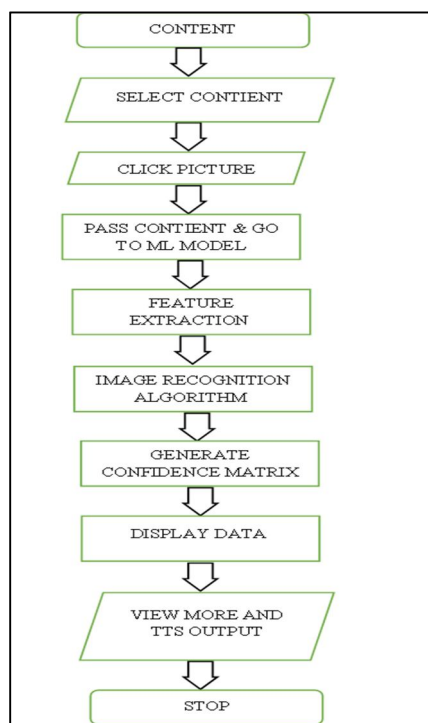 CONTENT
SELECT CONTIENT
CLICK PICTURE
PASS CONTIENT & GO
TO ML MODEL
FEATURE
EXTRACTION
IMAGE RECOGNITION
ALGORITHM
GENERATE
CONFIDENCE MATRIX
DISPLAY DATA
VIEW MORE AND
TTS OUTPUT
STOP